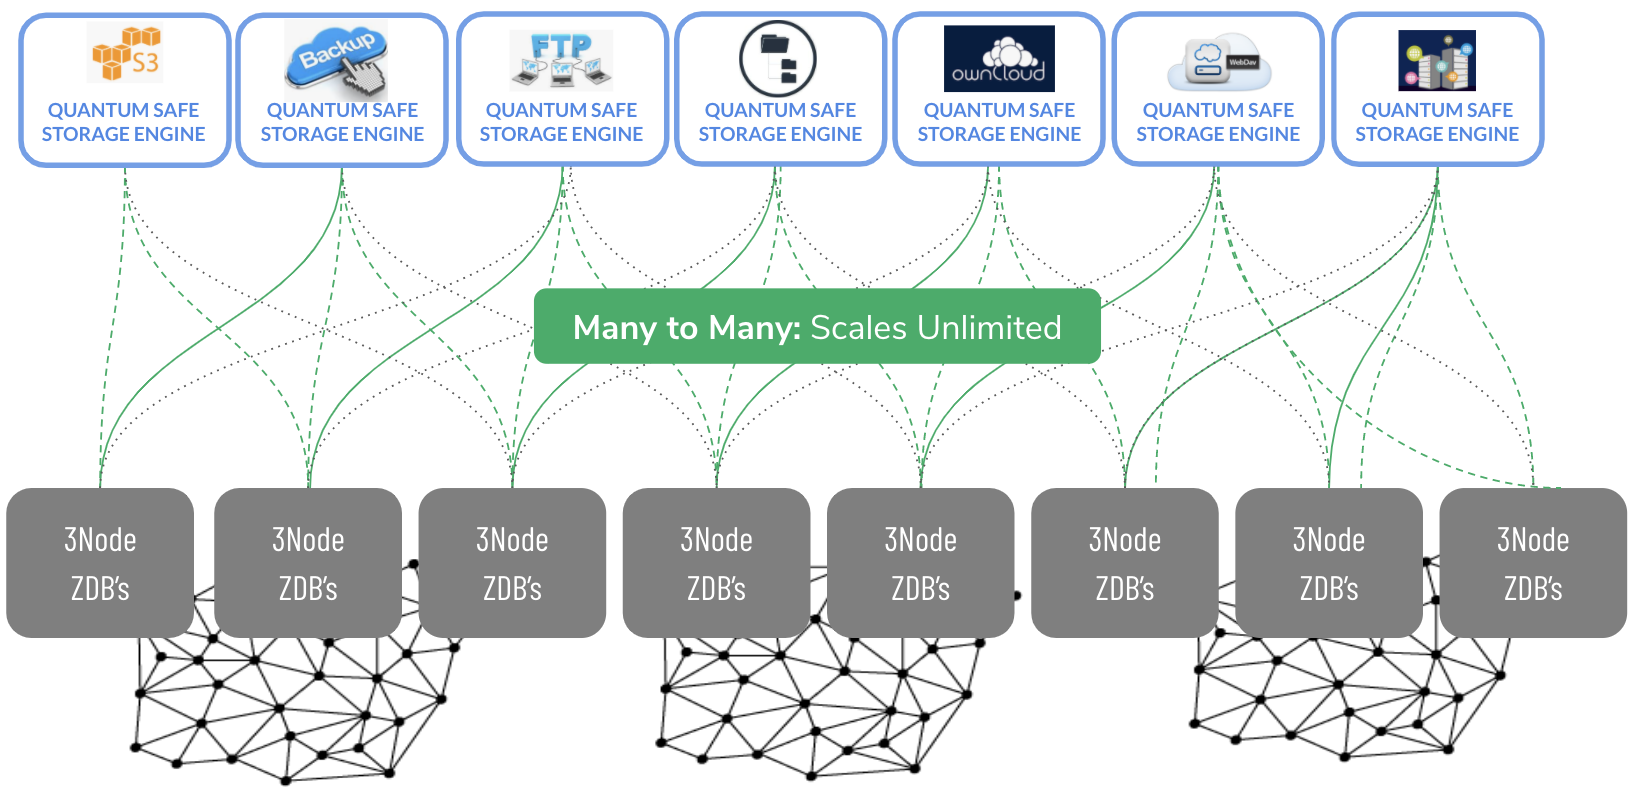 S3
QUANTUM SAFE
STORAGE ENGINE
Backup
QUANTUM SAFE
STORAGE ENGINE
FTP
QUANTUM SAFE
STORAGE ENGINE
QUANTUM SAFE
STORAGE ENGINE
ownCloud
QUANTUM SAFE
STORAGE ENGINE
WebDav
QUANTUM SAFE
STORAGE ENGINE
QUANTUM SAFE
STORAGE ENGINE
Many to Many: Scales Unlimited
3Node
ZDB's
3Node
ZDB's
3Node
ZDB's
3Node
ZDB's
3Node
ZDB's
3Node
ZDB's
3Node
ZDB's
3Node
ZDB's